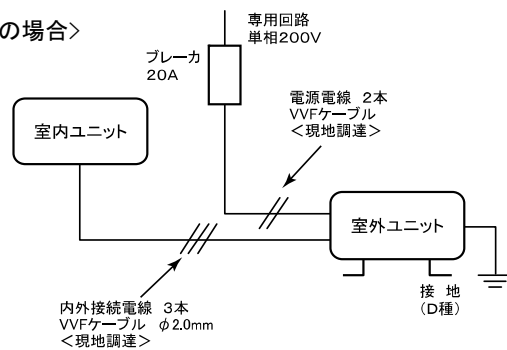 の場合>
専用回路
単相200V
ブレーカ
20A
電源電線 2本
VVFケーブル
＜現地調達＞
室内ユニット
室外ユニット
接 地
（D種）
内外接続電線 3本
VVFケーブル φ2.0mm
＜現地調達＞